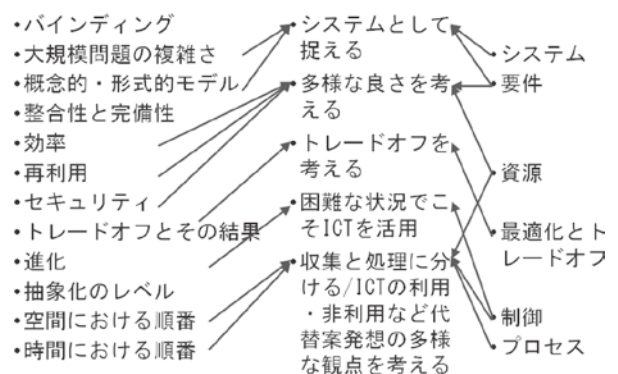 ・バインディング
・大規模問題の複雑さ
・概念的・形式的モデル
・整合性と完備性
・効率
・再利用
・セキュリティ
・トレードオフとその結果
・進化
・抽象化のレベル
・空間における順番
・時間における順番
・システムとして
捉える
・多様な良さを考
える
・トレードオフを
考える
・困難な状況でこ
そICTを活用
・収集と処理に分
ける/ICTの利用
・非利用など代
替案発想の多様
な観点を考える
・システム
・要件
・資源
・最適化とト
レードオフ
・制御
・プロセス